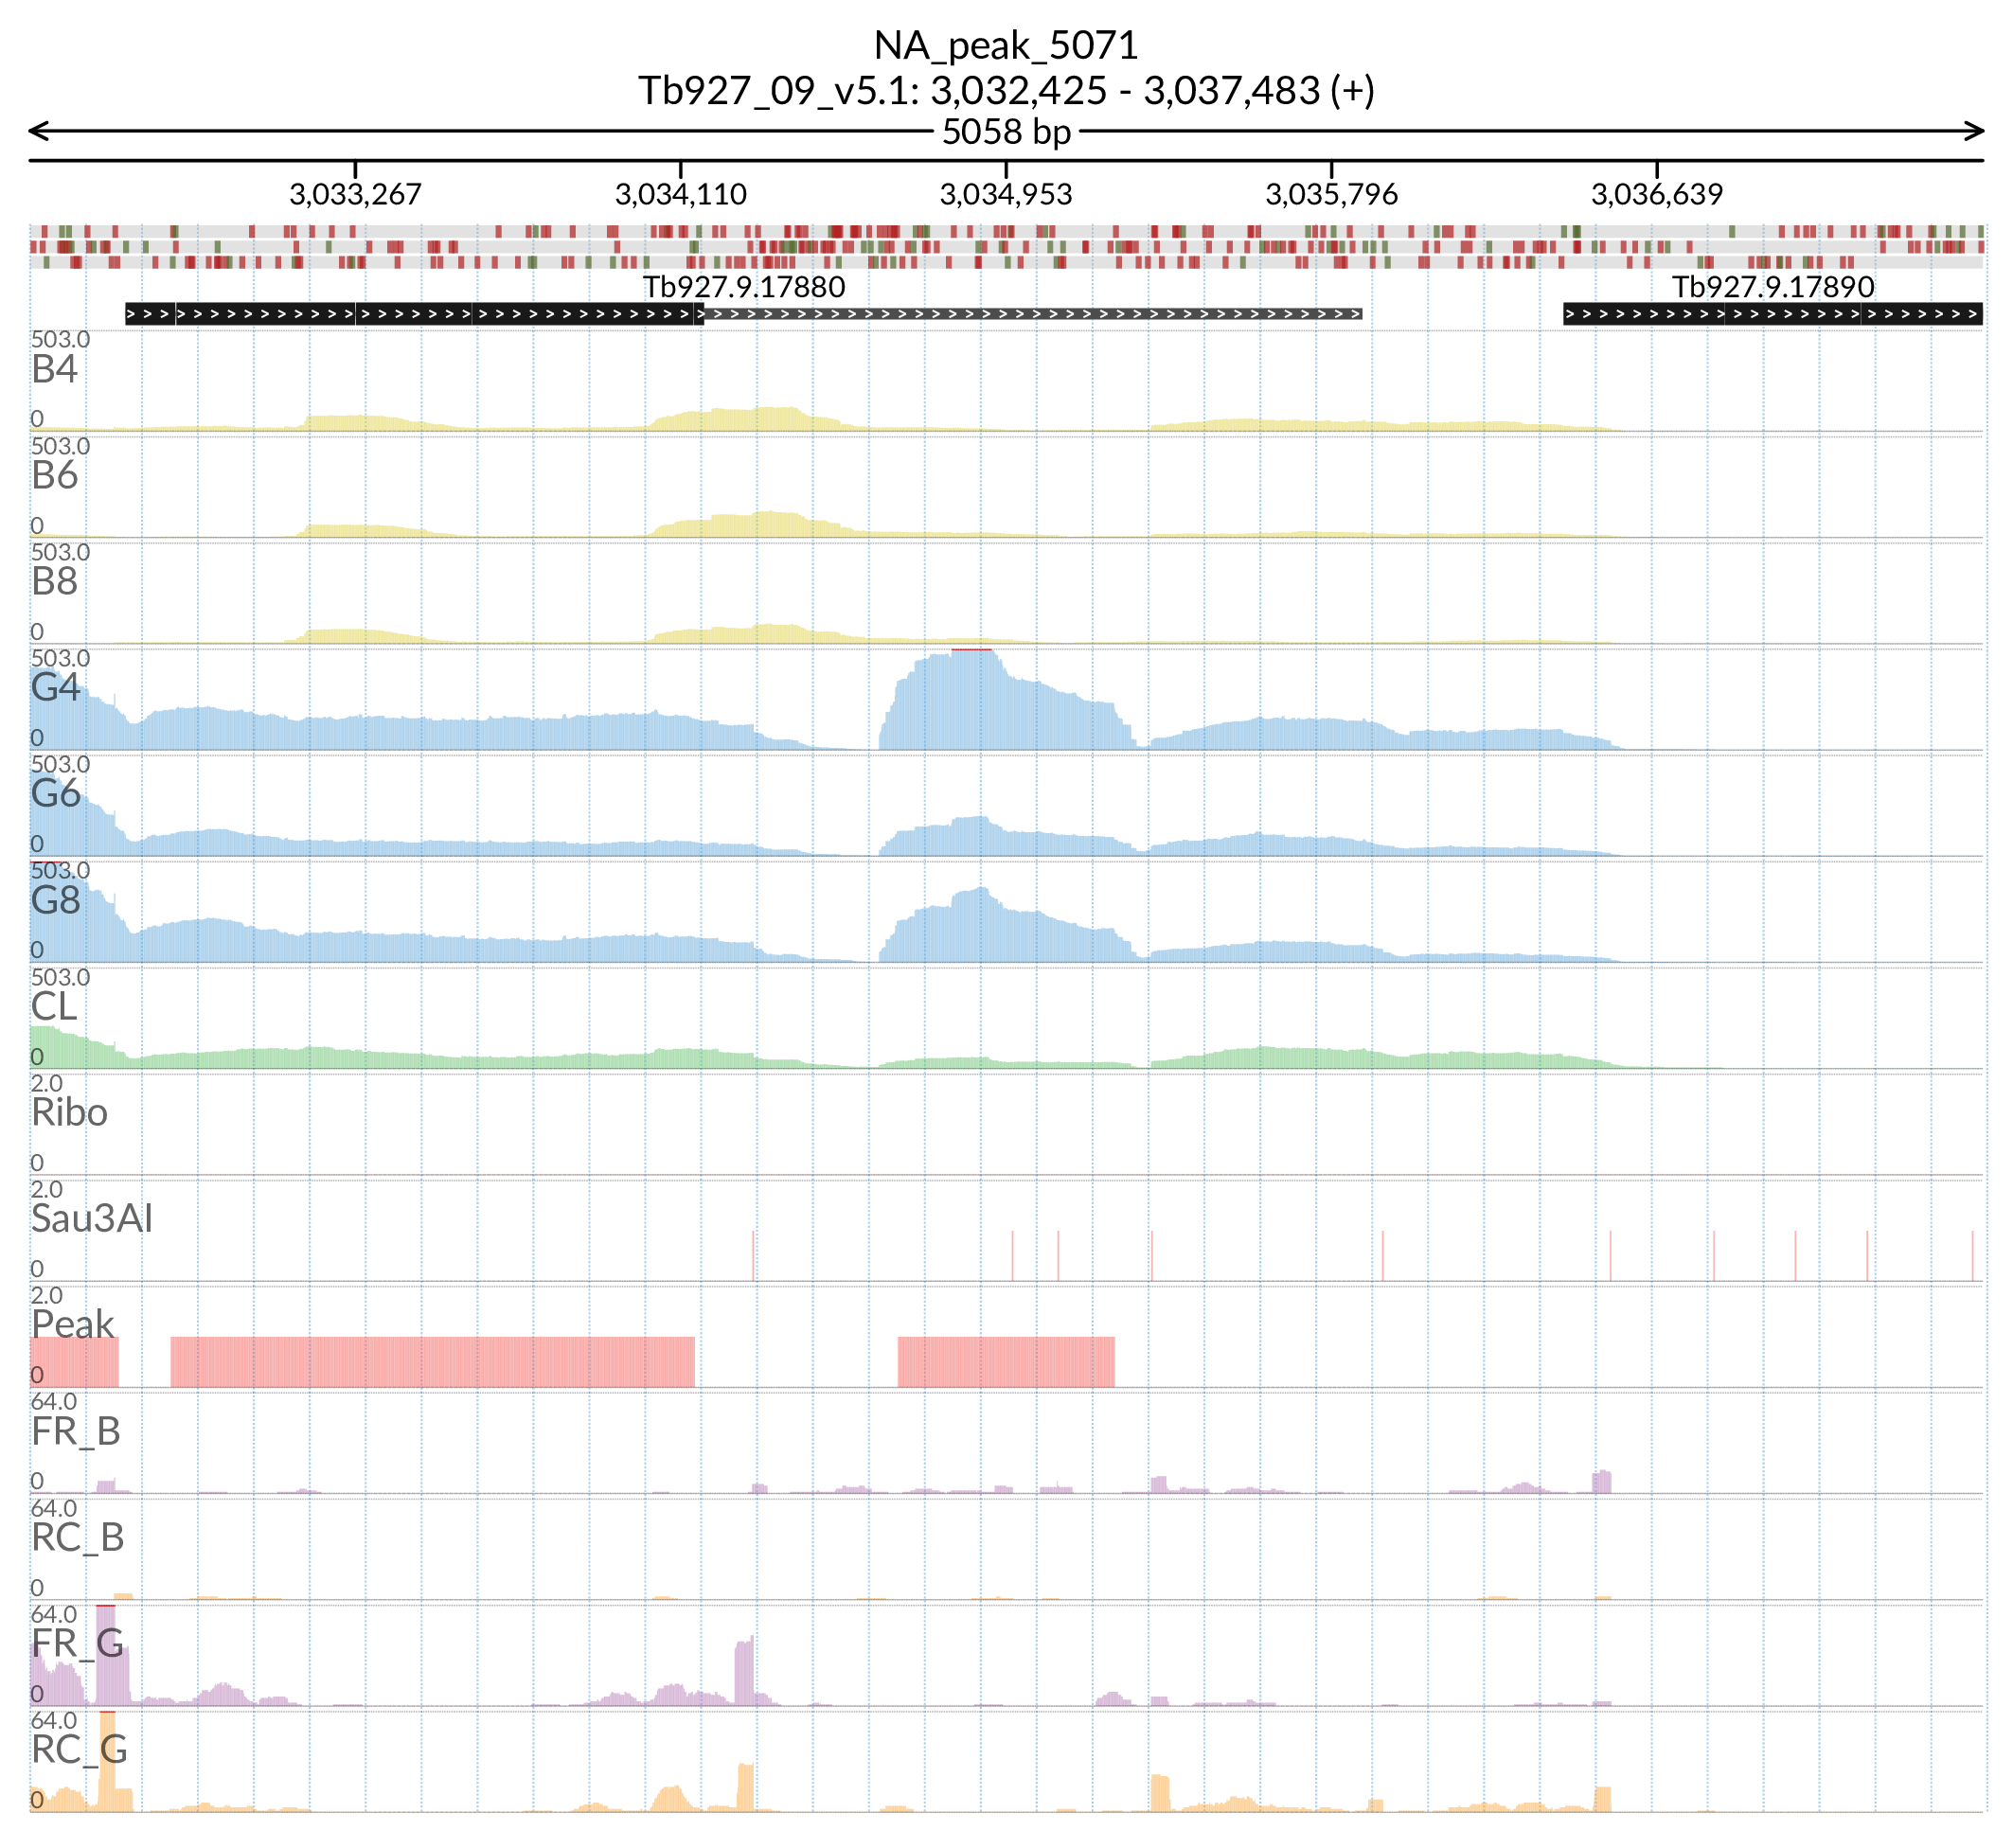 NA_peak_5071
Tb927_09_v5.1: 3,032,425 - 3,037,483 (+)
5058 bp
3,033,267 3,034,110 3,034,953 3,035,796 3,036,639
Tb927.9.17880 Tb927.9.17890
503.0
B4
0
503.0
B6
0
503.0
B8
0
503.0
G4
0
503.0
G6
0
503.0
G8
0
503.0
CL
0
2.0
Ribo
0
2.0
Sau3AI
0
2.0
Peak
0
64.0
FR_B
0
64.0
RC_B
0
64.0
FR_G
0
64.0
RC_G
0